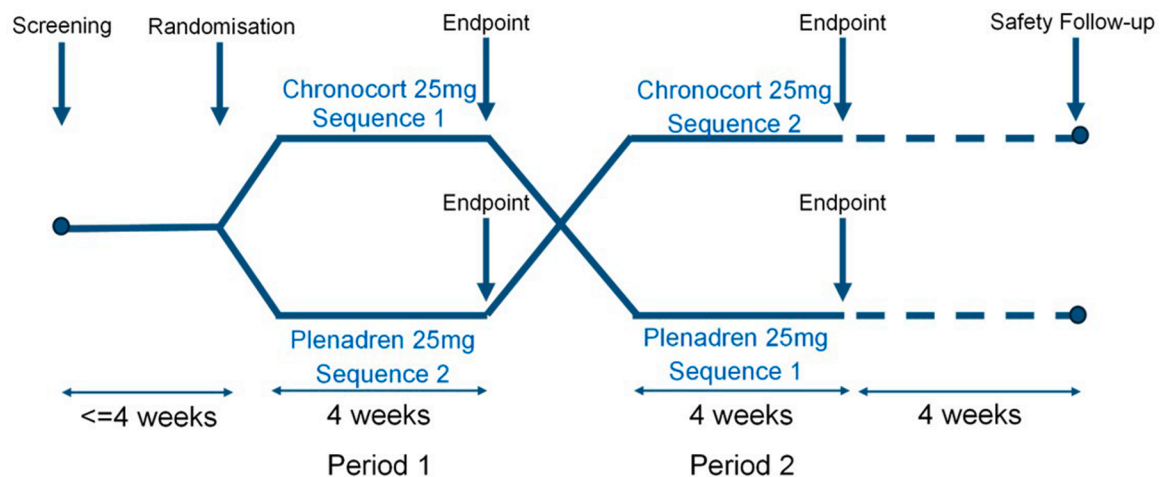 Screening
Randomisation
Endpoint
Endpoint
Safety Follow-up
Chronocort 25mg
Sequence 1
Chronocort 25mg
Sequence 2
Endpoint
Endpoint
Plenadren 25mg
Sequence 2
Plenadren 25mg
Sequence 1
<=4 weeks
4 weeks
4 weeks
4 weeks
Period 1
Period 2